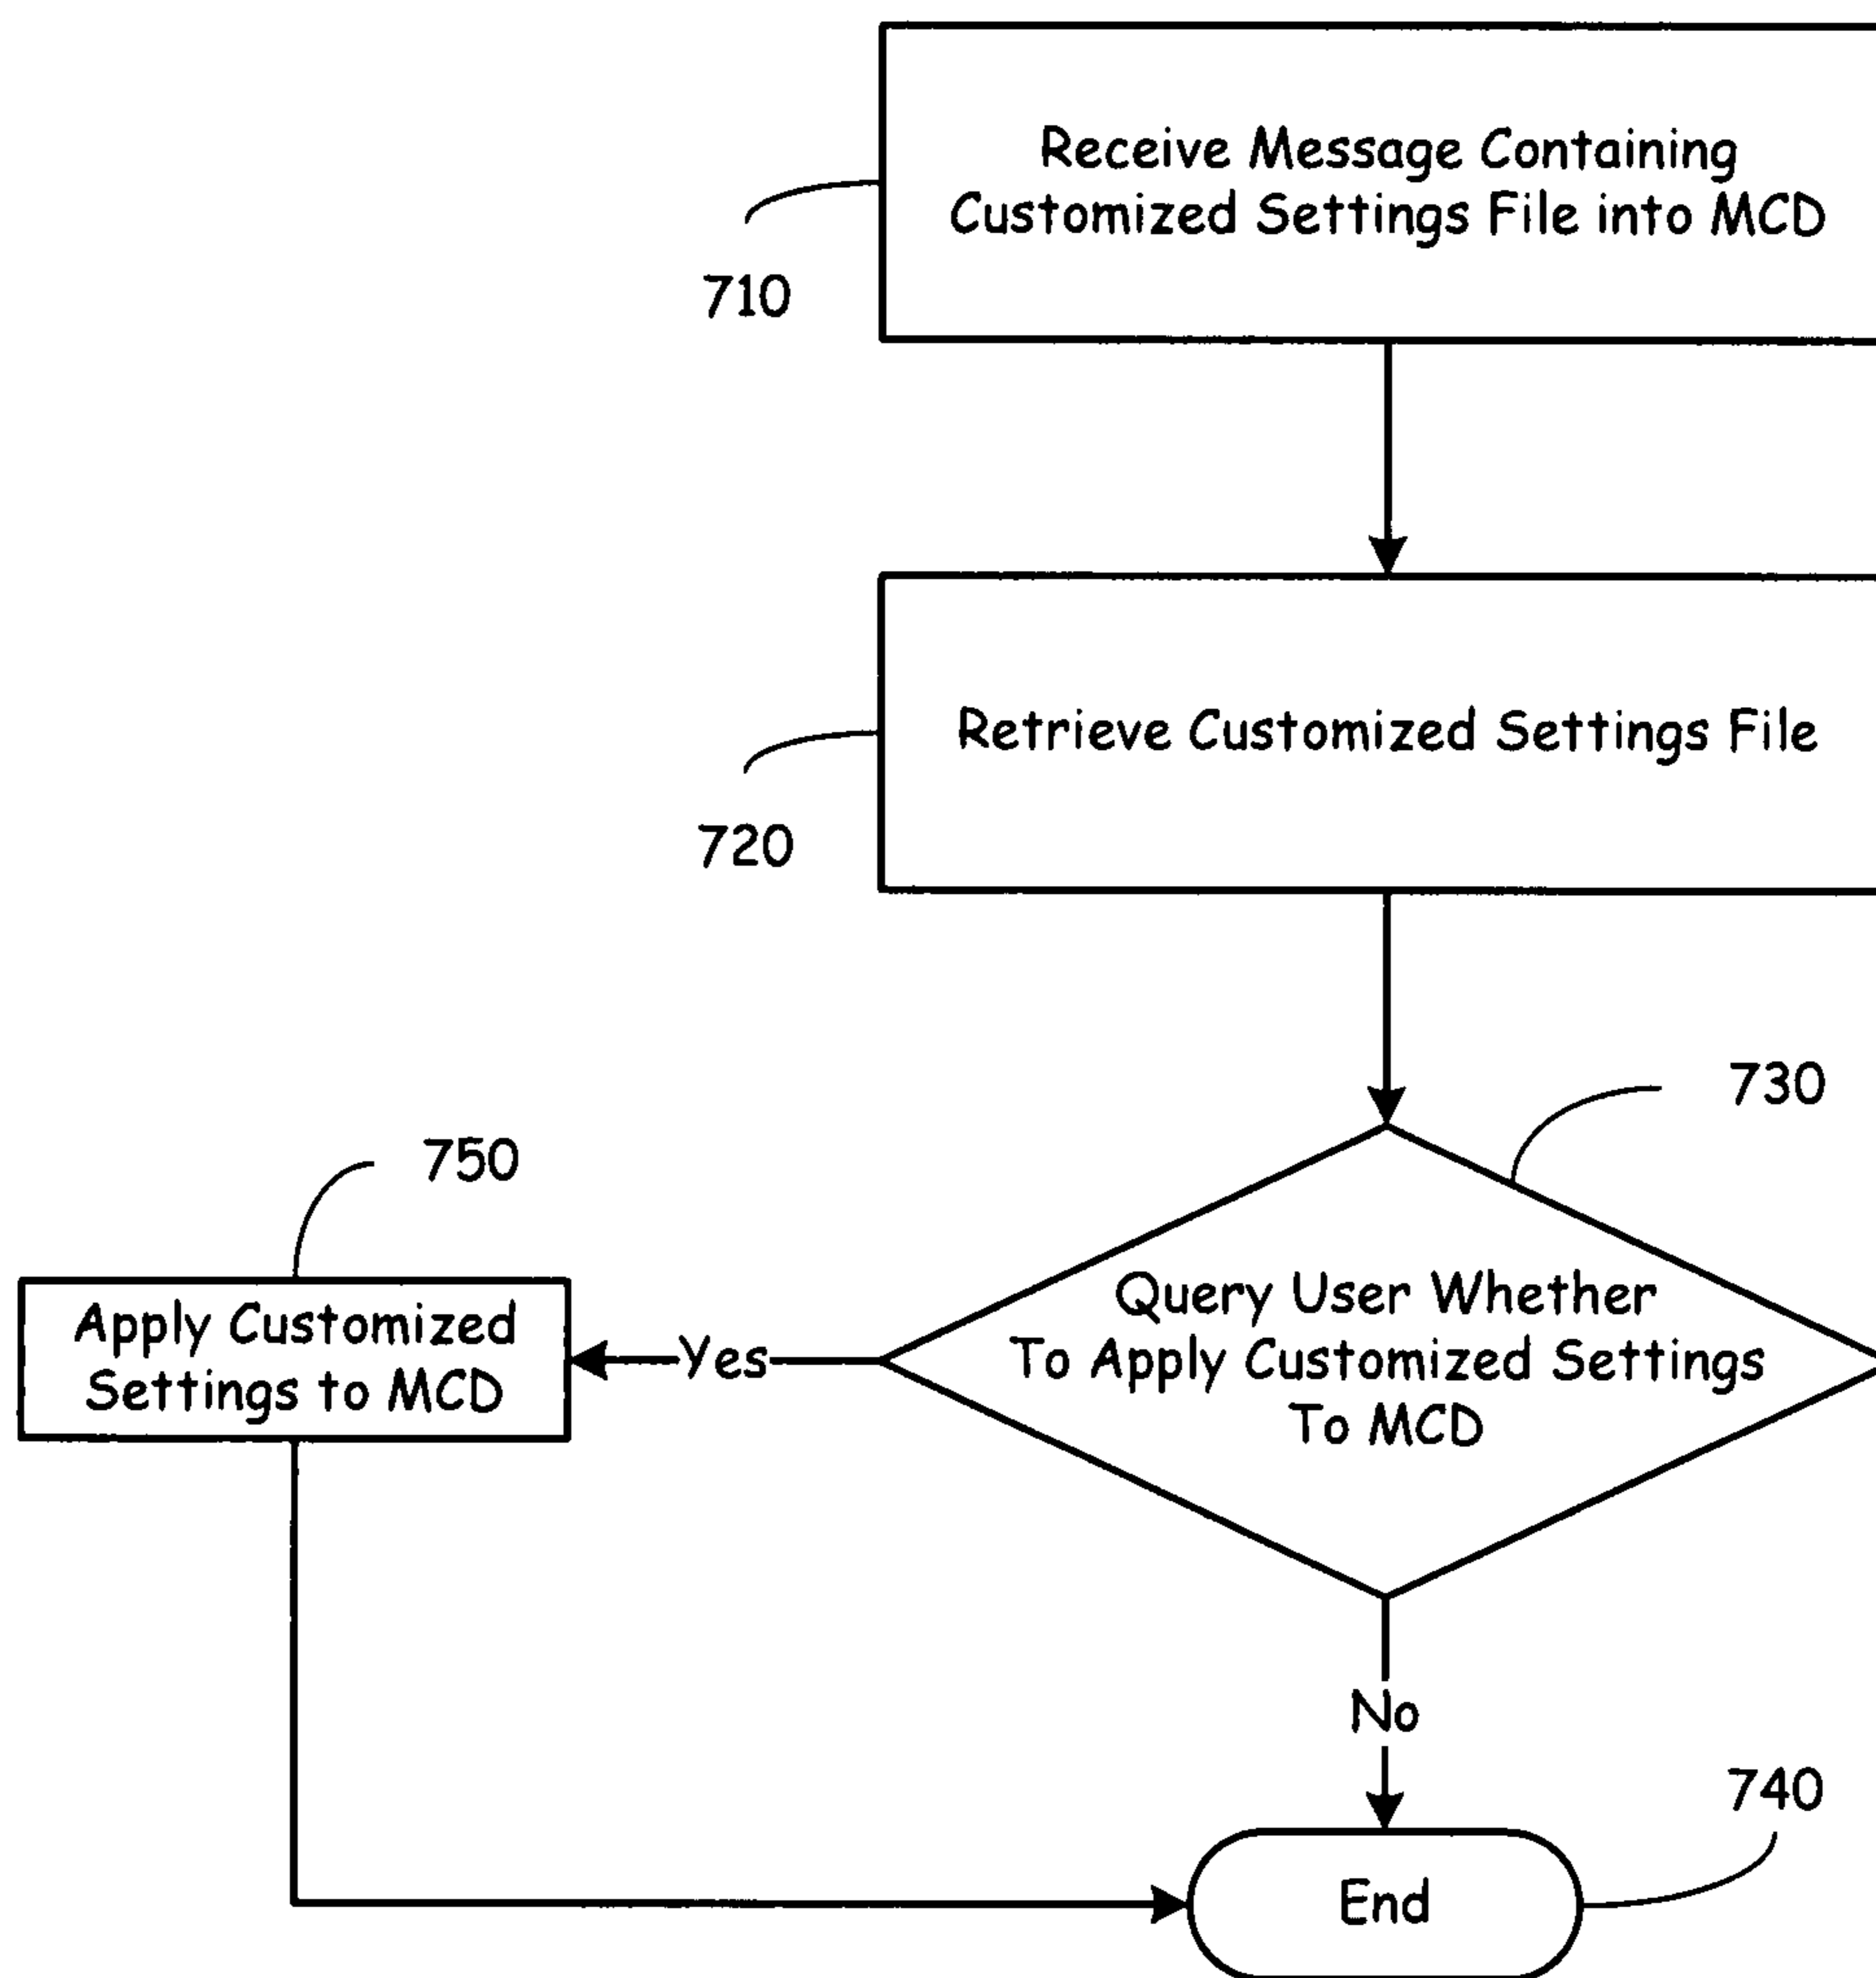 Receive Message Containing
Customized Settings File into MCD
710
Retrieve Customized Settings File
720
730
750
Query User Whether
To Apply Customized Settings
To MCD
Apply Customized
Settings to MCD
Yes
No
740
End